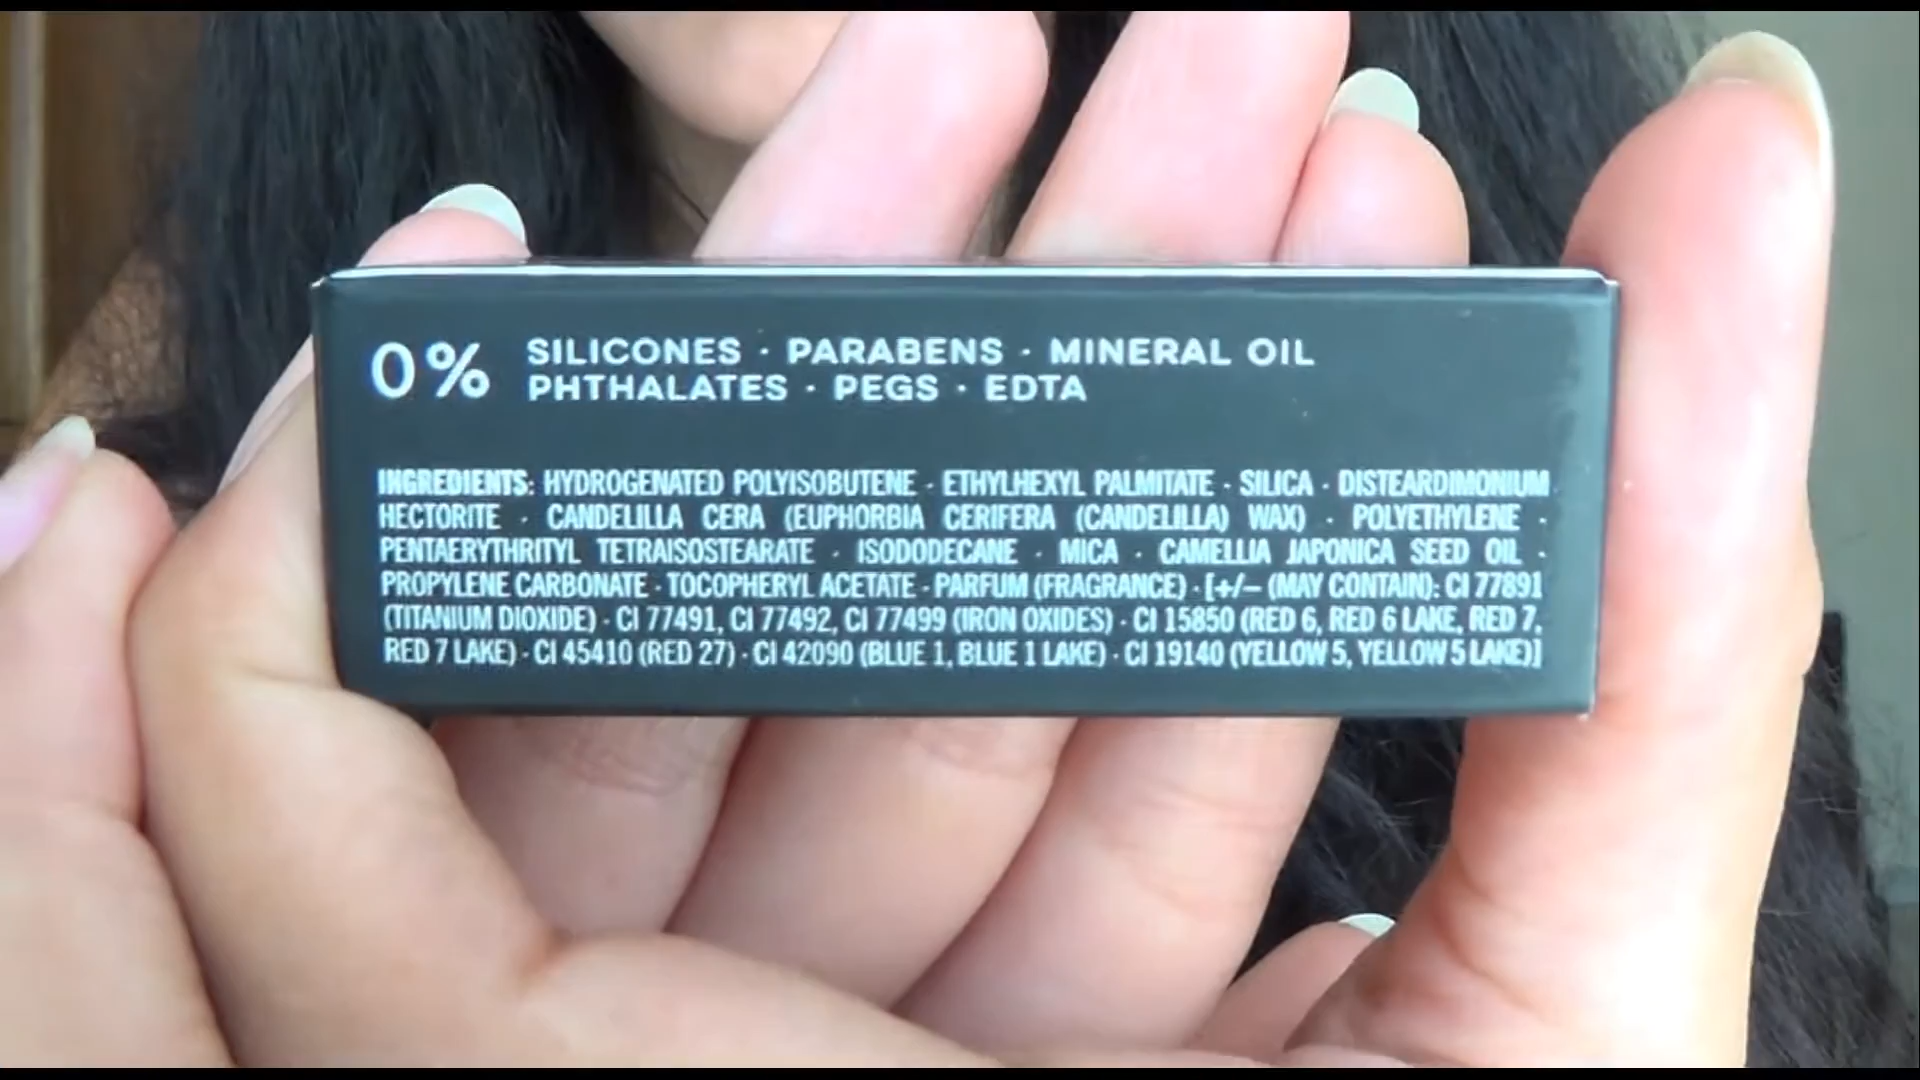 0% SILICONES · PARABENS · MINERAL OIL
PHTHALATES · PEGS · EDTA
INGREDIENTS: HYDROGENATED POLYISOBUTENE · ETHYLHEXYL PALMITATE · SILICA · DISTEARDIMONIUM
HECTORITE · CANDELILLA CERA (EUPHORBIA CERIFERA (CANDELILLA) WAX) · POLYETHYLENE ·
PENTAERYTHRITYL TETRAISOSTEARATE · ISODODECANE · MICA · CAMELLIA JAPONICA SEED OIL ·
PROPYLENE CARBONATE · TOCOPHERYL ACETATE · PARFUM (FRAGRANCE) · [+/− (MAY CONTAIN): CI 77891
(TITANIUM DIOXIDE) · CI 77491, CI 77492, CI 77499 (IRON OXIDES) · CI 15850 (RED 6, RED 6 LAKE, RED 7,
RED 7 LAKE) · CI 45410 (RED 27) · CI 42090 (BLUE 1, BLUE 1 LAKE) · CI 19140 (YELLOW 5, YELLOW 5 LAKE)]